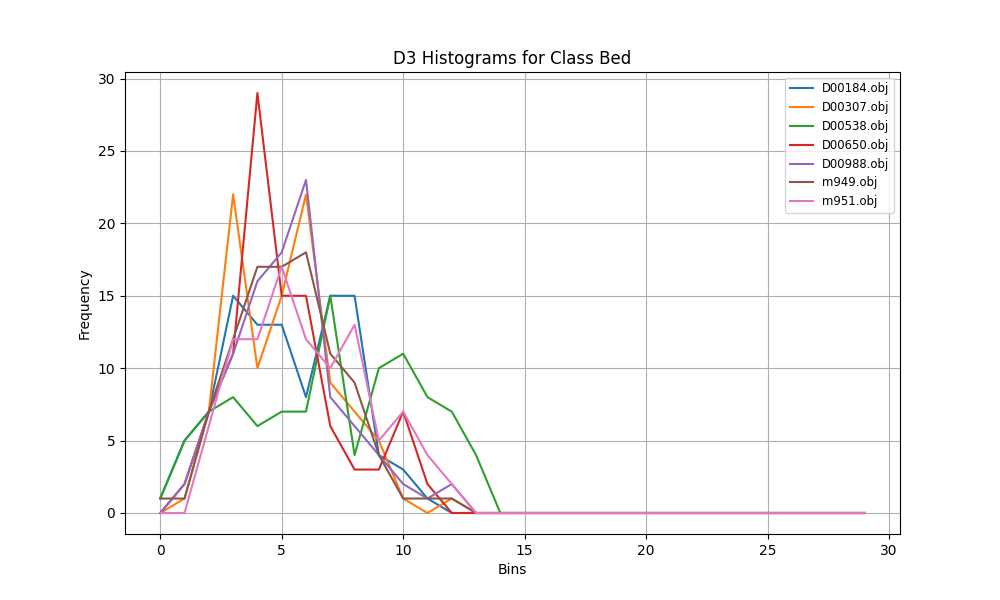 D3 Histograms for Class Bed
30
25
20
15
10
5
0
Frequency
D00184.obj
D00307.obj
D00538.obj
D00650.obj
D00988.obj
m949.obj
m951.obj
0 5 10 15 20 25 30
Bins